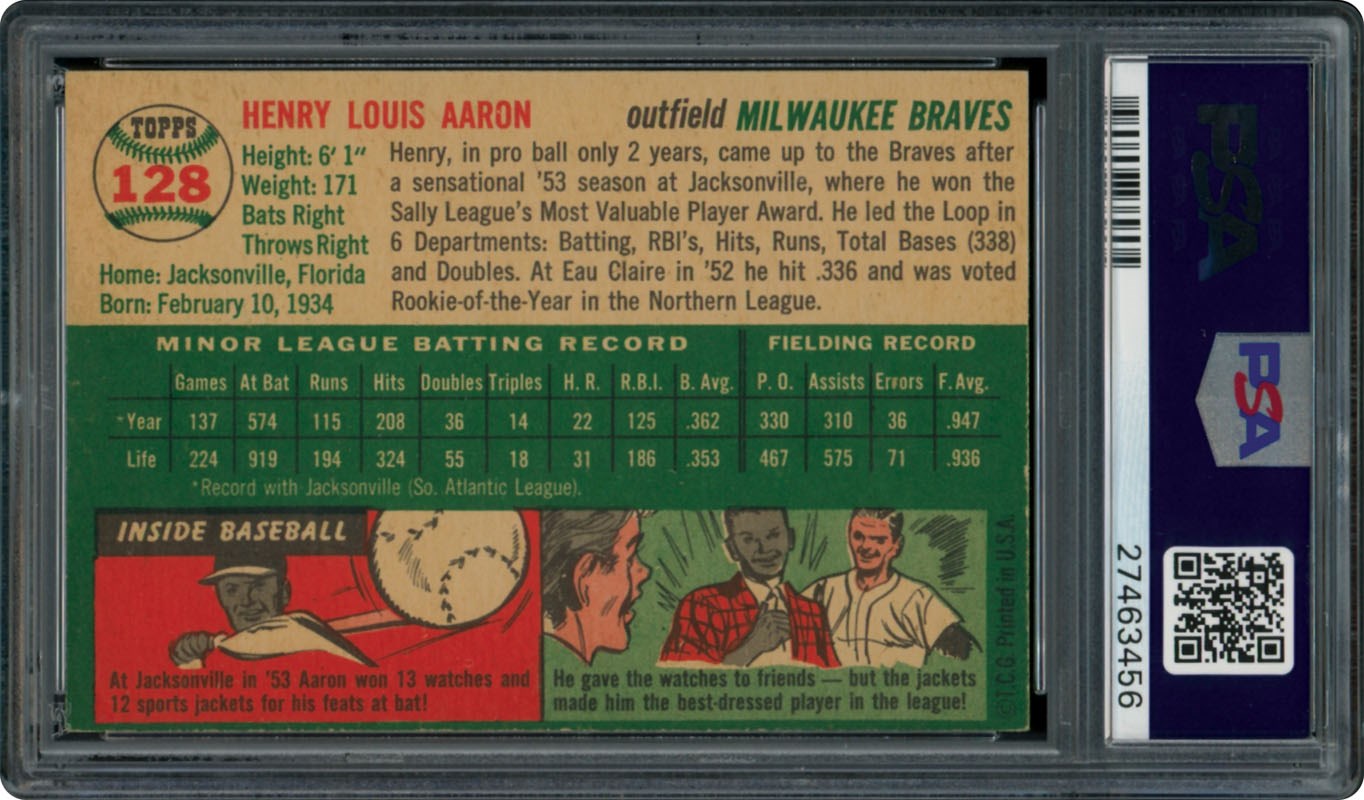 TOPPS
128
HENRY LOUIS AARON
outfield MILWAUKEE BRAVES
Height: 6' 1"
Weight: 171
Bats Right
Throws Right
Home: Jacksonville, Florida
Born: February 10, 1934
Henry, in pro ball only 2 years, came up to the Braves after
a sensational '53 season at Jacksonville, where he won the
Sally League's Most Valuable Player Award. He led the Loop in
6 Departments: Batting, RBI's, Hits, Runs, Total Bases (338)
and Doubles. At Eau Claire in '52 he hit .336 and was voted
Rookie-of-the-Year in the Northern League.
MINOR LEAGUE BATTING RECORD FIELDING RECORD
Games At Bat Runs Hits Doubles Triples H. R. R.B.I. B. Avg. P. O. Assists Errors F. Avg.
*Year 137 574 115 208 36 14 22 125 .362 330 310 36 .947
Life 224 919 194 324 55 18 31 186 .353 467 575 71 .936
*Record with Jacksonville (So. Atlantic League).
INSIDE BASEBALL
At Jacksonville in '53 Aaron won 13 watches and
12 sports jackets for his feats at bat!
He gave the watches to friends — but the jackets
made him the best-dressed player in the league!
©T.C.G. Printed in U.S.A.
PSA
PSA
27463456